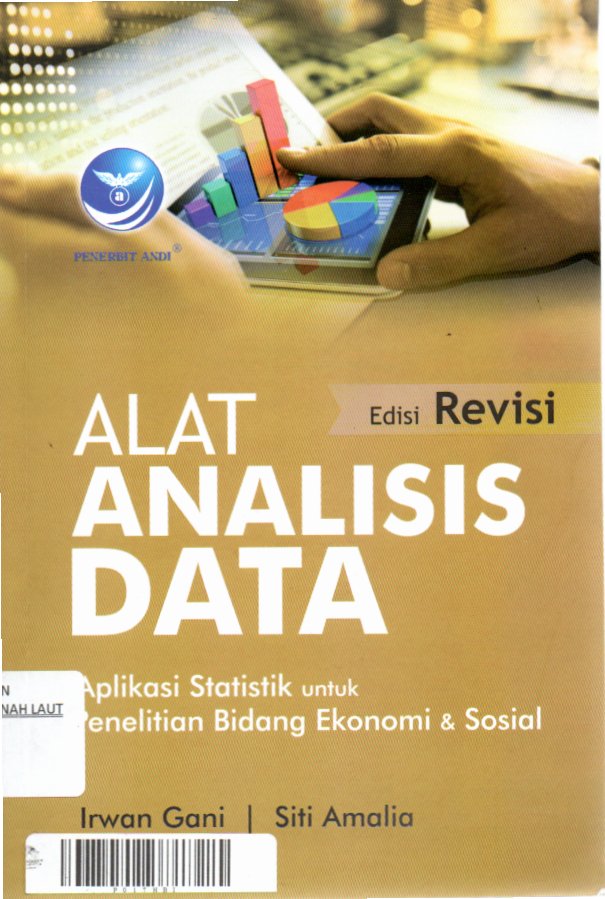 a
PENERBIT ANDI®
Edisi Revisi
ALAT
ANALISIS
DATA
Aplikasi Statistik untuk
Penelitian Bidang Ekonomi & Sosial
N
NAH LAUT
Irwan Gani | Siti Amalia